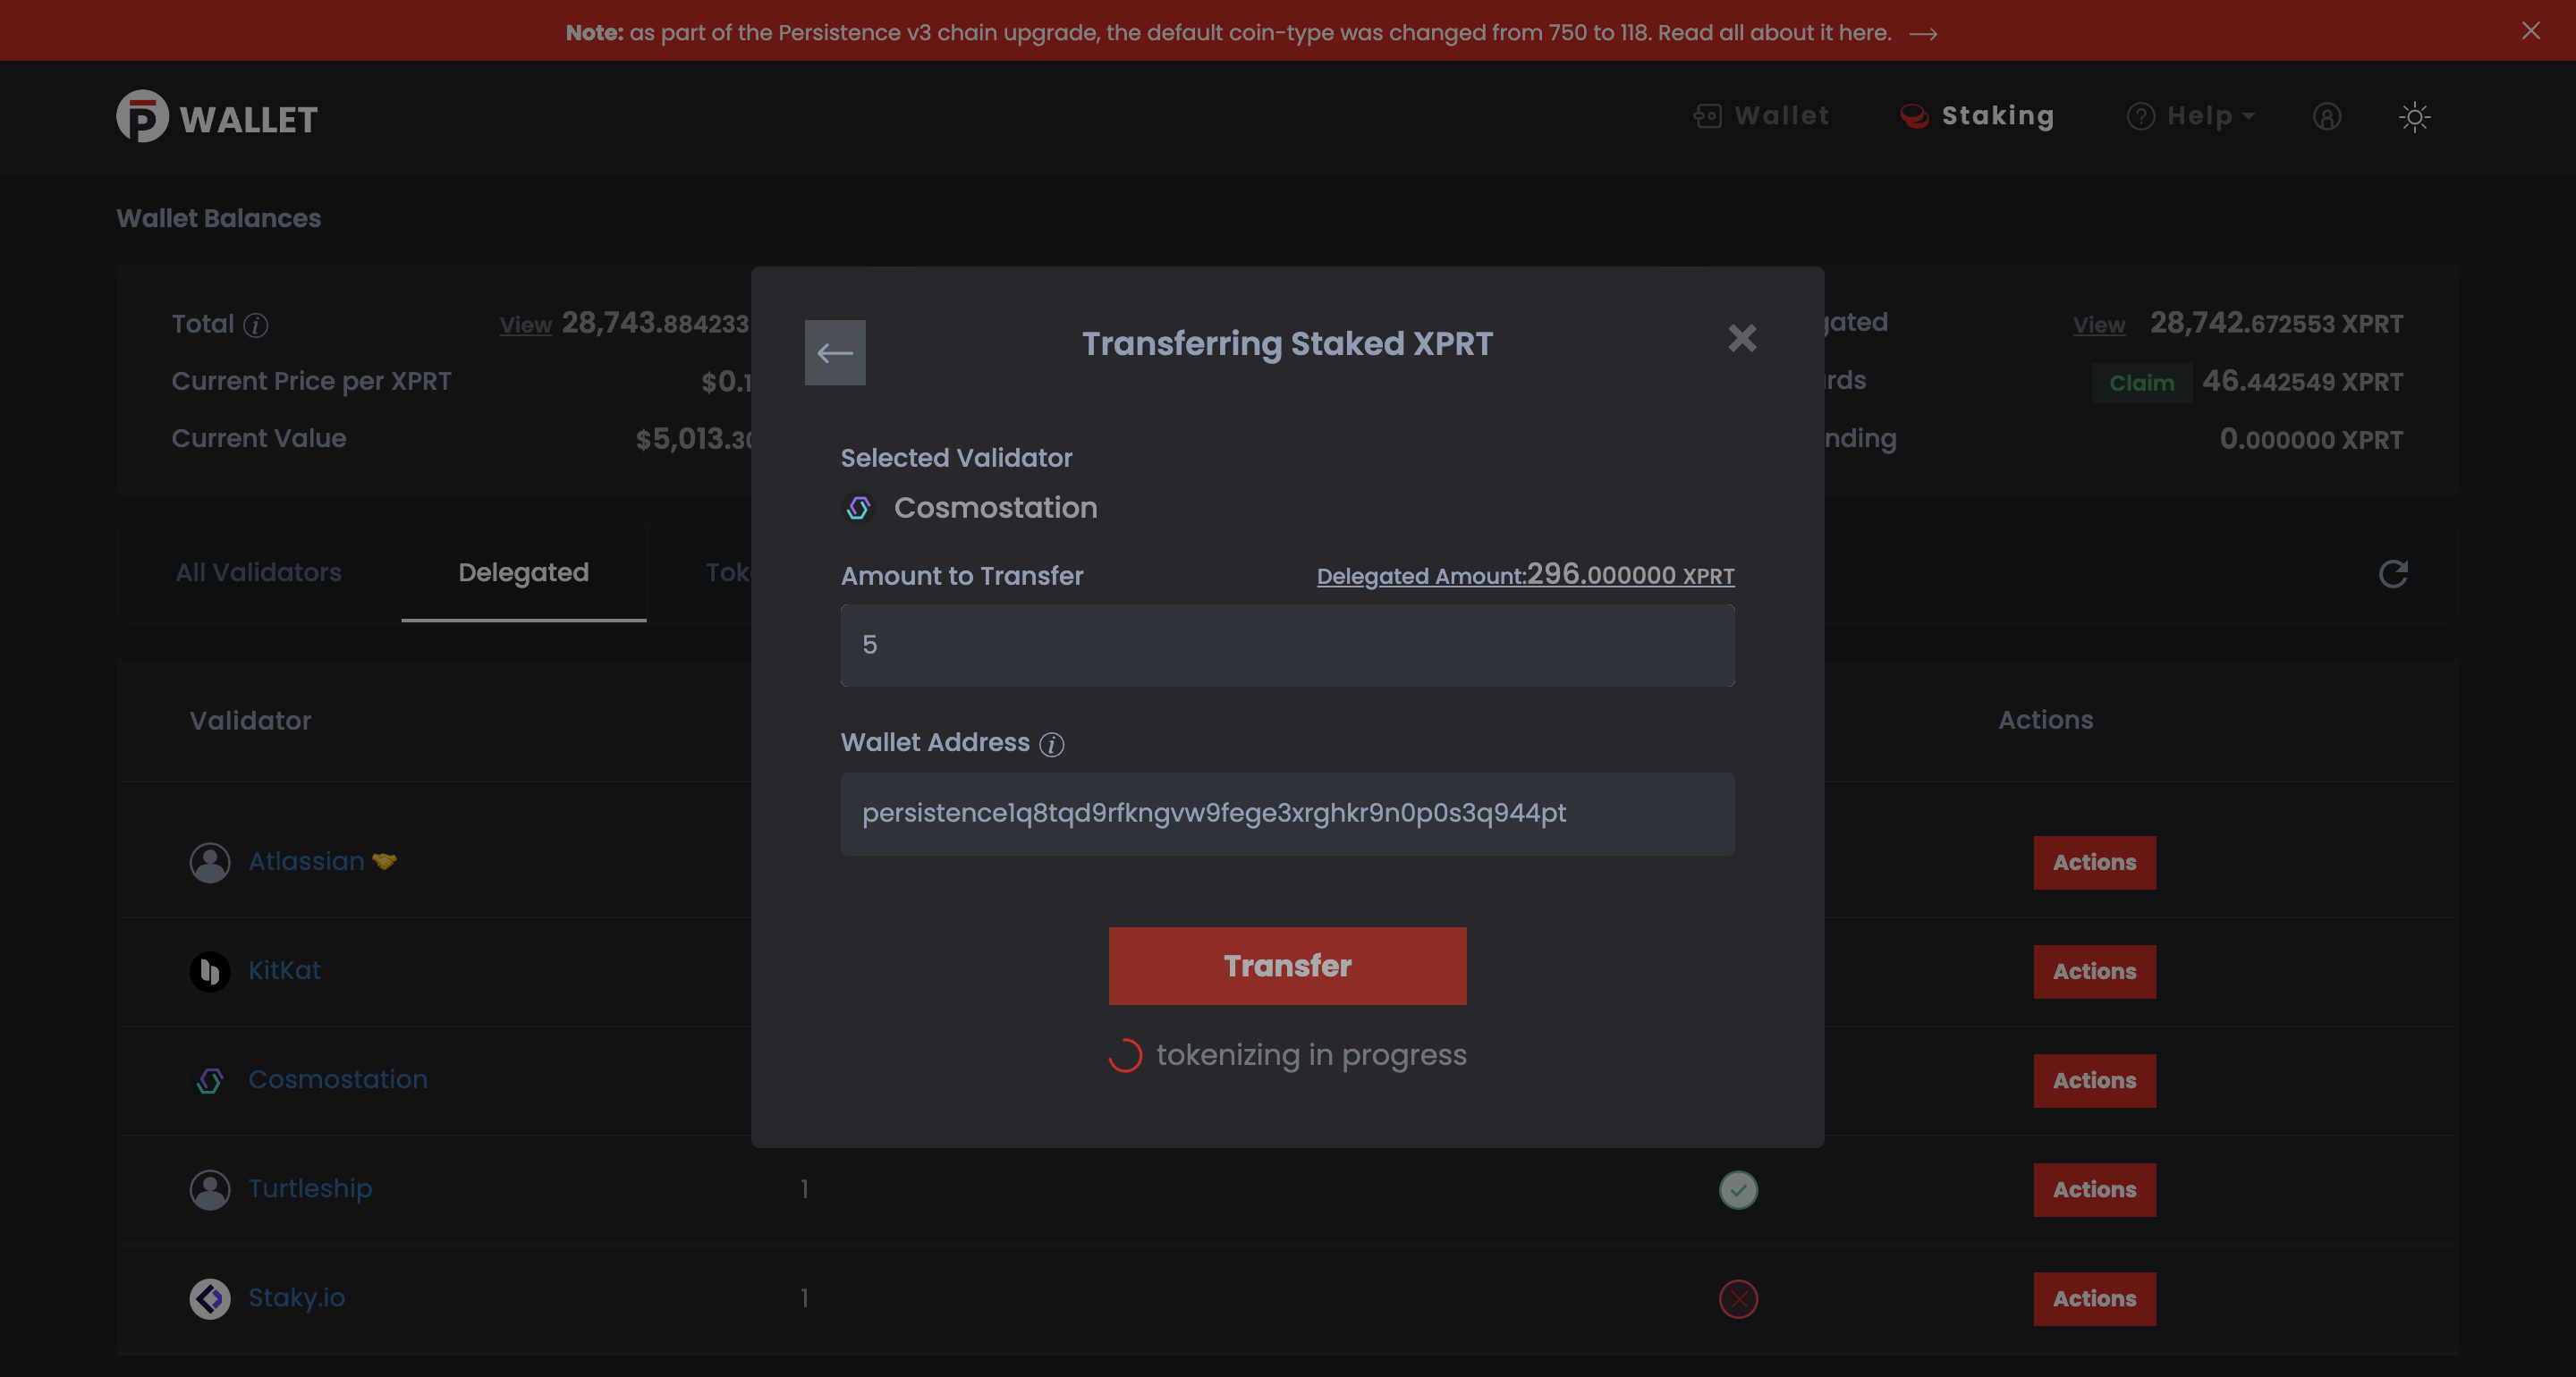 Note: as part of the Persistence v3 chain upgrade, the default coin-type was changed from 750 to 118. Read all about it here.
WALLET
Wallet
Staking
Help
Wallet Balances
Total
View 28,743.884233
Current Price per XPRT
$0.1
Current Value
$5,013.30
gated
View 28,742.672553 XPRT
rds
Claim 46.442549 XPRT
nding
0.000000 XPRT
All Validators
Delegated
Toke
Transferring Staked XPRT
Selected Validator
Cosmostation
Amount to Transfer
Delegated Amount:296.000000 XPRT
5
Wallet Address
persistence1q8tqd9rfkngvw9fege3xrghkr9n0p0s3q944pt
Transfer
tokenizing in progress
Validator
Actions
Atlassian
Actions
KitKat
Actions
Cosmostation
Actions
Turtleship
1
Actions
Staky.io
1
Actions